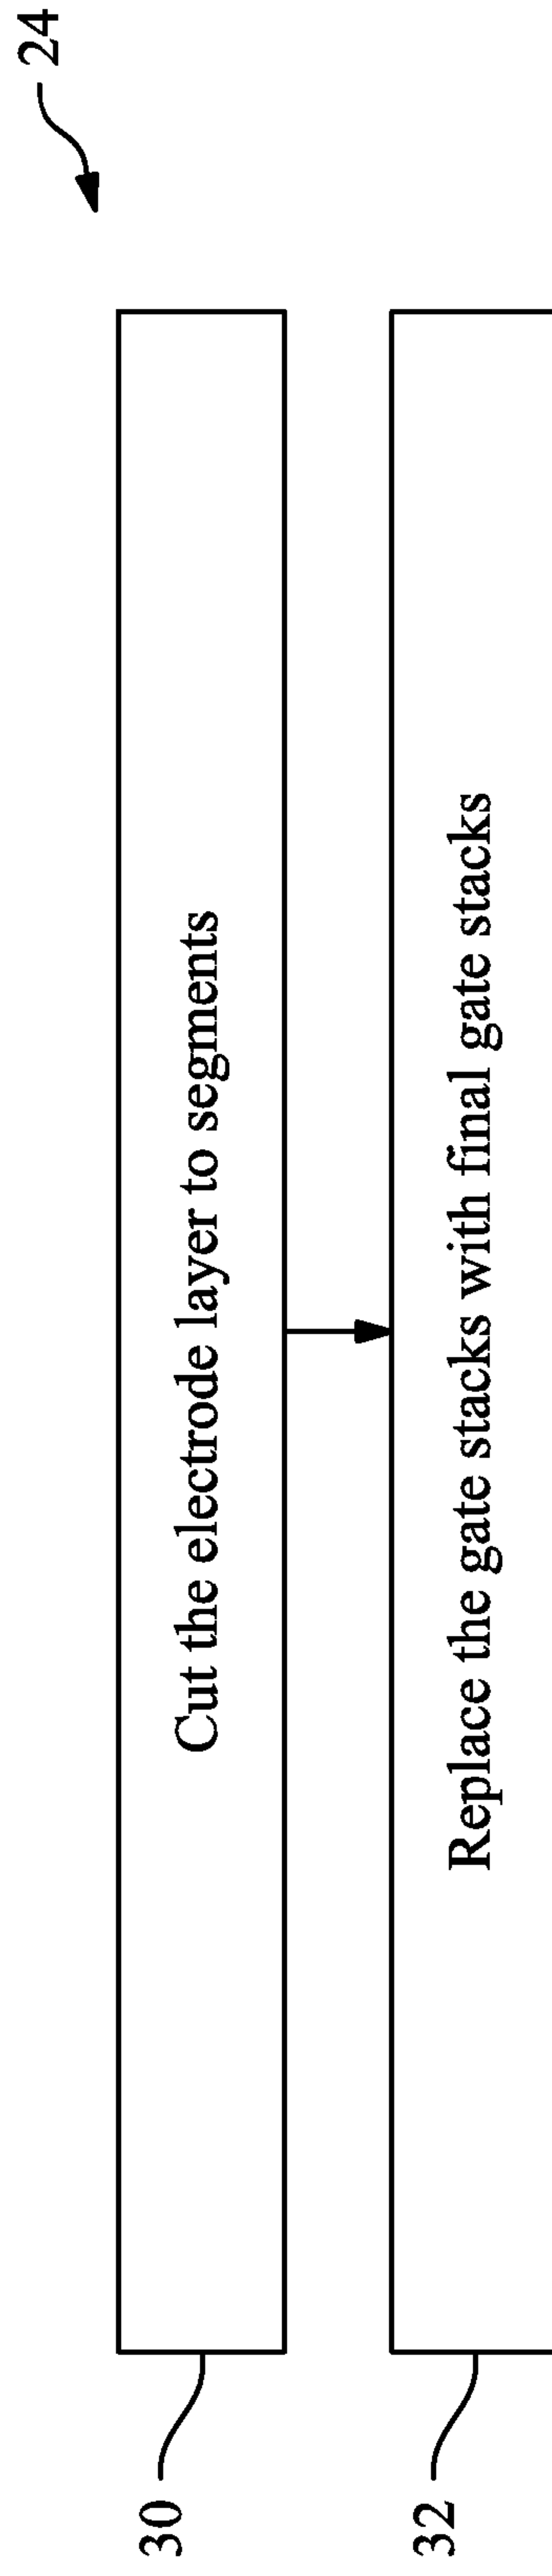 24
30
Cut the electrode layer to segments
32
Replace the gate stacks with final gate stacks